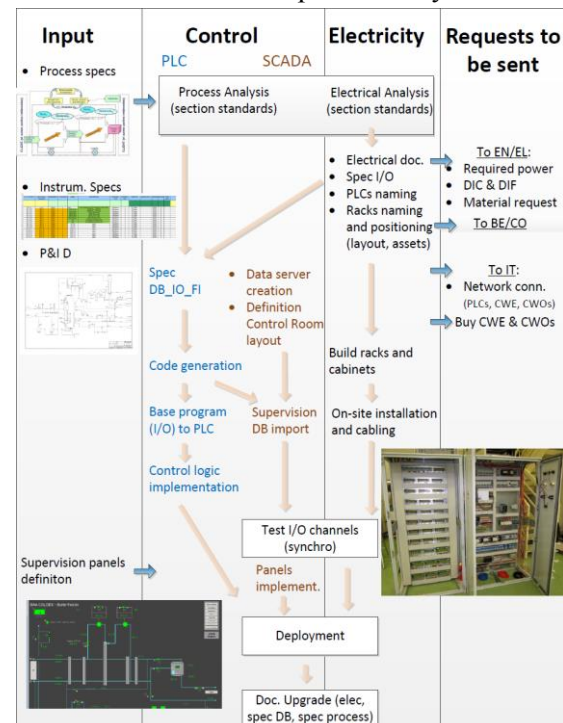 Input
Control
Electricity
Requests to
be sent
PLC
SCADA
• Process specs
Process Analysis
(section standards)
Electrical Analysis
(section standards)
• Electrical doc.
• Spec I/O
• PLCs naming
• Racks naming
and positioning
(layout, assets)
To EN/EL:
• Required power
• DIC & DIF
• Material request
To BE/CO
• Instrum. Specs
• P&I D
Spec
DB_IO_FI
• Data server
creation
• Definition
Control Room
layout
To IT:
• Network conn.
(PLCs, CWE, CWOs)
Buy CWE & CWOs
Code generation
Build racks and
cabinets
Base program
(I/O) to PLC
Supervision
DB import
On-site installation
and cabling
Control logic
implementation
Test I/O channels
(synchro)
Supervision panels
definiton
Panels
implement.
Deployment
Doc. Upgrade (elec,
spec DB, spec process)